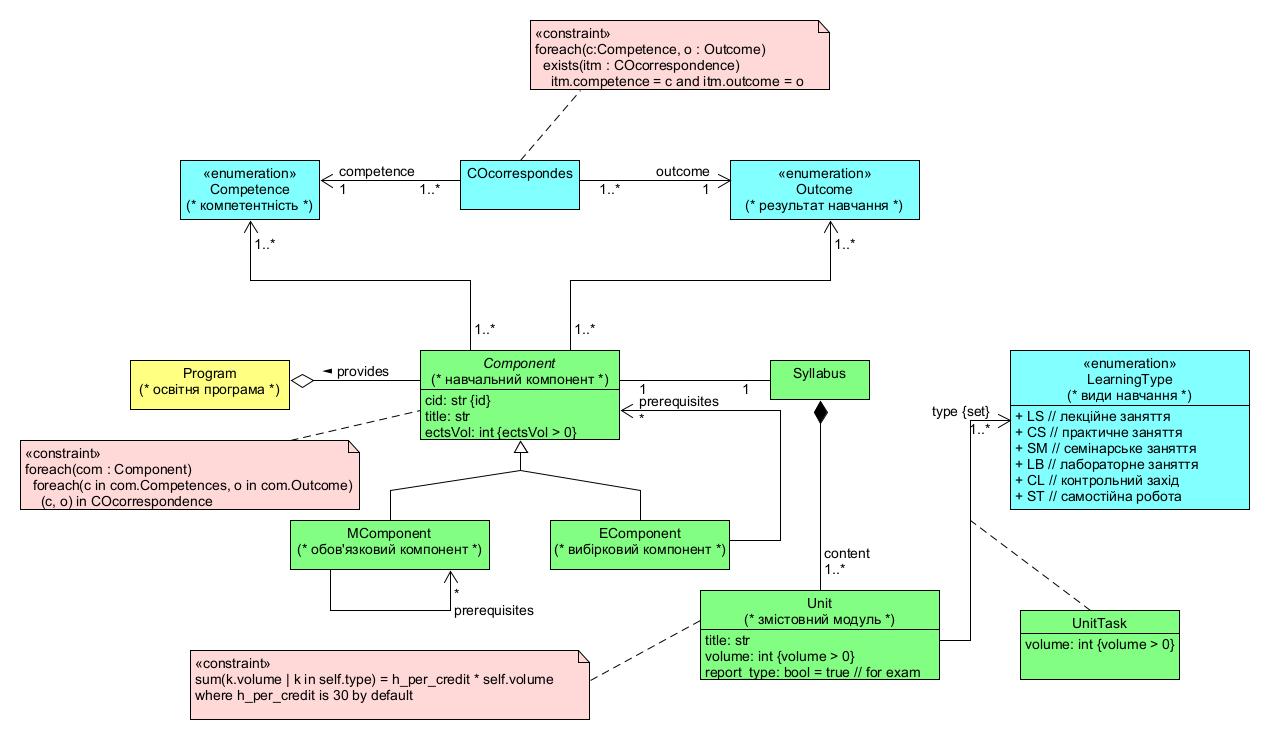 «constraint»
foreach(c:Competence, o : Outcome)
exists(itm : COcorrespondence)
itm.competence = c and itm.outcome = o
«enumeration»
Competence
(* компетентність *)
competence
1
1..*
COcorrespondes
1..*
outcome
1
«enumeration»
Outcome
(* результат навчання *)
1..*
1..*
1..*
1..*
Program
(* освітня програма *)
◄ provides
Component
(* навчальний компонент *)
cid: str {id}
title: str
ectsVol: int {ectsVol > 0}
1
1
Syllabus
prerequisites
*
«enumeration»
LearningType
(* види навчання *)
+ LS // лекційне заняття
+ CS // практичне заняття
+ SM // семінарське заняття
+ LB // лабораторне заняття
+ CL // контрольний захід
+ ST // самостійна робота
type {set}
1..*
«constraint»
foreach(com : Component)
foreach(c in com.Competences, o in com.Outcome)
(c, o) in COcorrespondence
MComponent
(* обов'язковий компонент *)
EComponent
(* вибірковий компонент *)
*
prerequisites
content
1..*
Unit
(* змістовний модуль *)
title: str
volume: int {volume > 0}
report_type: bool = true // for exam
UnitTask
volume: int {volume > 0}
«constraint»
sum(k.volume | k in self.type) = h_per_credit * self.volume
where h_per_credit is 30 by default